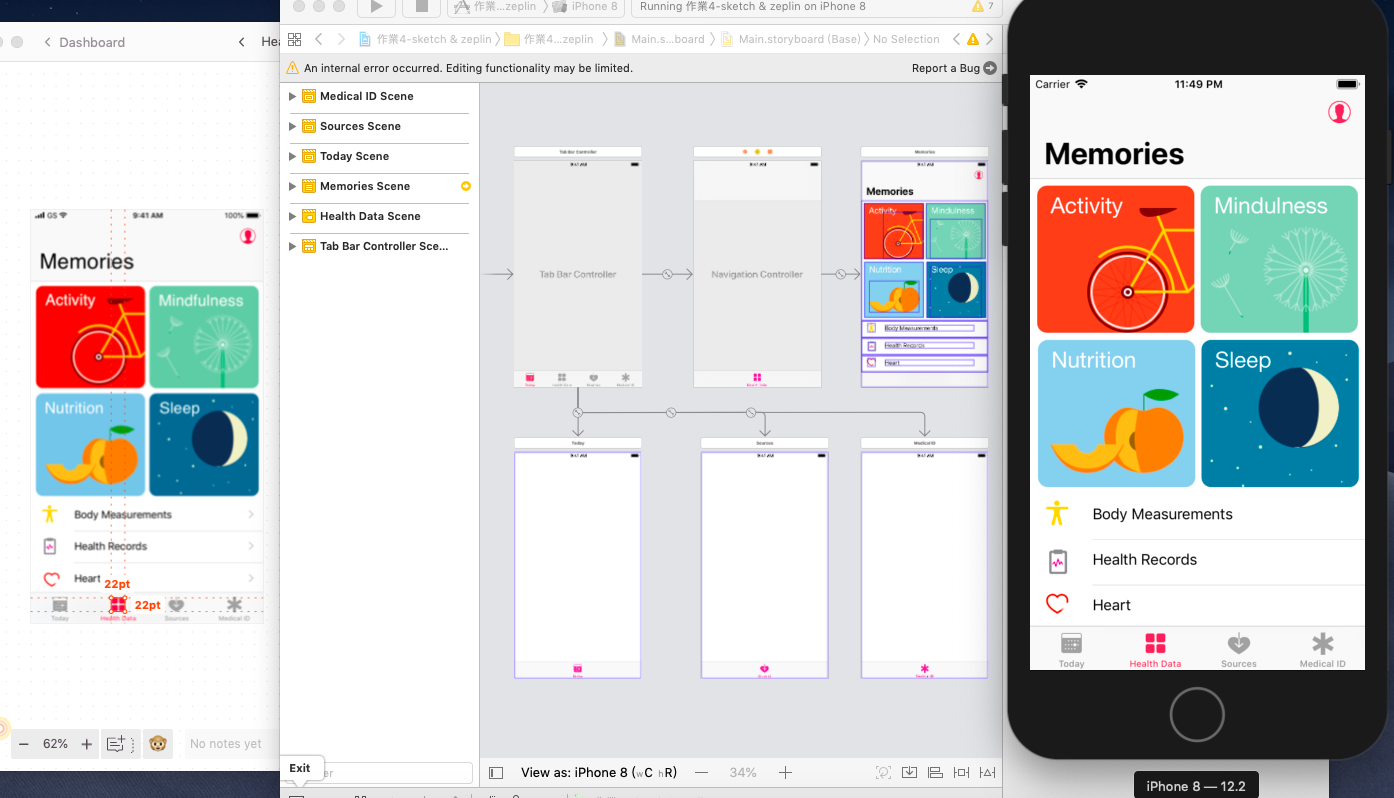 Dashboard
Hea
22pt
GS
9:41 AM
100%
Memories
Activity
Mindfulness
Nutrition
Sleep
Body Measurements
Health Records
Heart
22pt
Today
Health Data
Sources
Medical ID
62%
No notes yet
作業...zeplin
iPhone 8
Running 作業4-sketch & zeplin on iPhone 8
7
作業4-sketch & zeplin
作業4...zeplin
Main.s...board
Main.storyboard (Base)
No Selection
An internal error occurred. Editing functionality may be limited.
Report a Bug
Medical ID Scene
Sources Scene
Today Scene
Memories Scene
Health Data Scene
Tab Bar Controller Sce...
Tab Bar Controller
Memories
Tab Bar Controller
Navigation Controller
Memories
Activity
Mindulness
Nutrition
Sleep
Body Measurements
Health Records
Heart
Today
Sources
Medical ID
Exit
View as: iPhone 8 (wC hR)
34%
Carrier
11:49 PM
Memories
Activity
Mindulness
Nutrition
Sleep
Body Measurements
Health Records
Heart
Today
Health Data
Sources
Medical ID
iPhone 8 — 12.2